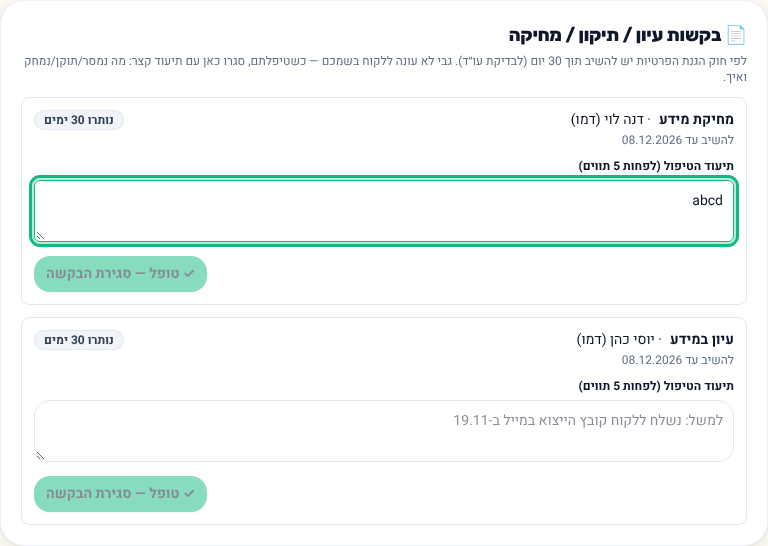 📄 בקשות עיון / תיקון / מחיקה
לפי חוק הגנת הפרטיות יש להשיב תוך 30 יום (לבדיקת עו״ד). גבי לא עונה ללקוח בשמכם — כשטיפלתם, סגרו כאן עם תיעוד קצר: מה נמסר/תוקן/נמחק
ואיך.
מחיקת מידע · דנה לוי (דמו)
נותרו 30 ימים
להשיב עד 08.12.2026
תיעוד הטיפול (לפחות 5 תווים)
abcd
✓ טופל — סגירת הבקשה
עיון במידע · יוסי כהן (דמו)
נותרו 30 ימים
להשיב עד 08.12.2026
תיעוד הטיפול (לפחות 5 תווים)
למשל: נשלח ללקוח קובץ הייצוא במייל ב-19.11
✓ טופל — סגירת הבקשה